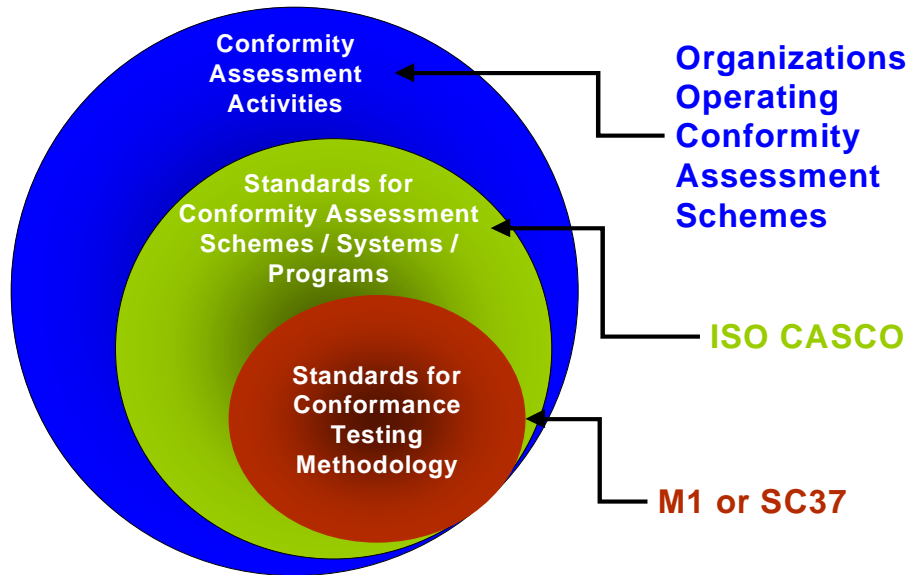 Conformity
Assessment
Activities
Organizations
Operating
Conformity
Assessment
Schemes
Standards for
Conformity Assessment
Schemes / Systems /
Programs
ISO CASCO
Standards for
Conformance
Testing
Methodology
M1 or SC37